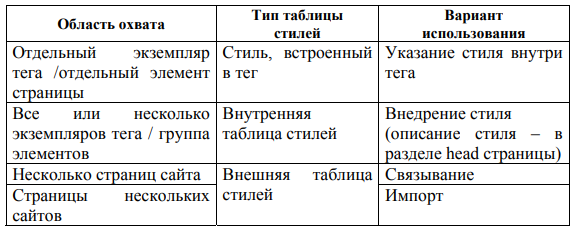 Область охвата
Тип таблицы
стилей
Вариант
использования
Отдельный экземпляр
тега /отдельный элемент
страницы
Стиль, встроенный
в тег
Указание стиля внутри
тега
Все или несколько
экземпляров тега / группа
элементов
Внутренняя
таблица стилей
Внедрение стиля
(описание стиля – в
разделе head страницы)
Несколько страниц сайта
Страницы нескольких
сайтов
Внешняя таблица
стилей
Связывание
Импорт